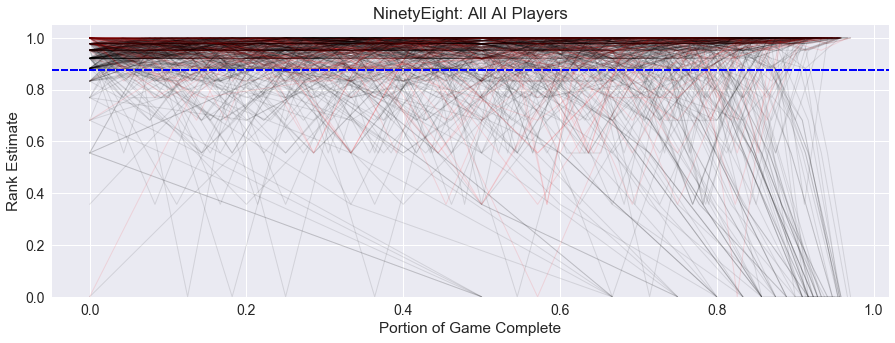 NinetyEight: All AI Players
Rank Estimate
1.0
0.8
0.6
0.4
0.2
0.0
0.0 0.2 0.4 0.6 0.8 1.0
Portion of Game Complete